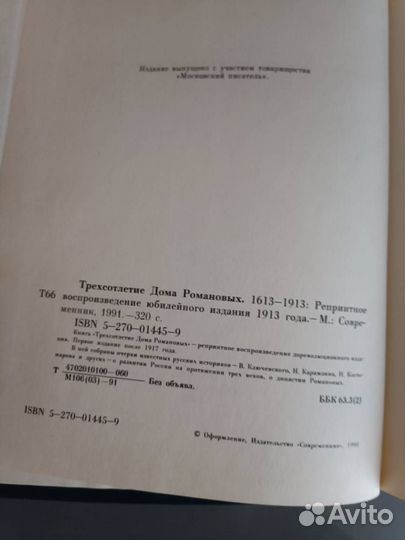 Издание выпущено с участием товарищества
«Московский писатель».
Трехсотлетие Дома Романовых. 1613—1913: Репринтное
Т66 воспроизведение юбилейного издания 1913 года.— М.: Совре-
менник, 1991.—320 с.
ISBN 5—270—01445—9
Книга «Трехсотлетие Дома Романовых» — репринтное воспроизведение дореволюционного изда-
ния. Первое издание после 1917 года.
В ней собраны очерки известных русских историков — В. Ключевского, Н. Карамзина, Н. Косто-
марова и других — о развитии России на протяжении трех веков, о династии Романовых.
Т 4702010100—060
М106(03)—91 Без объявл.
ББК 63.3(2)
ISBN 5—270—01445—9
© Оформление, Издательство «Современник», 1990
Avito